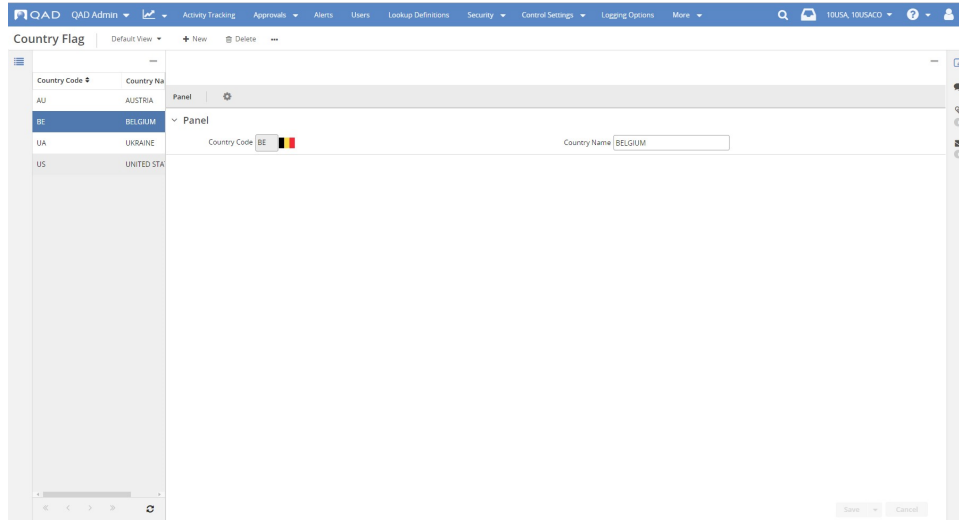 QAD QAD Admin Activity Tracking Approvals Alerts Users Lookup Definitions Security Control Settings Logging Options More 10USA, 10USACO ?
Country Flag Default View + New Delete •••
Country Code Country Na
AU AUSTRIA
BE BELGIUM
UA UKRAINE
US UNITED STA
Panel
Panel
Country Code BE Country Name BELGIUM
Save Cancel